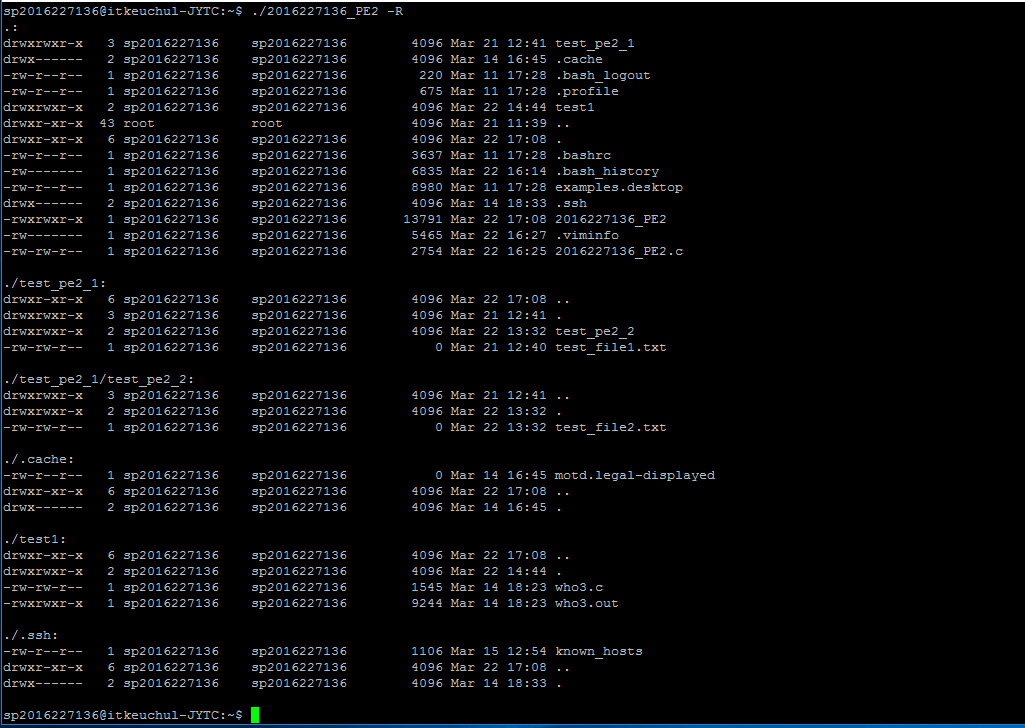 sp2016227136@itkeuchul-JYTC:~$ ./2016227136_PE2 -R
.:
drwxrwxr-x   3 sp2016227136    sp2016227136        4096 Mar 21 12:41 test_pe2_1
drwx------   2 sp2016227136    sp2016227136        4096 Mar 14 16:45 .cache
-rw-r--r--   1 sp2016227136    sp2016227136         220 Mar 11 17:28 .bash_logout
-rw-r--r--   1 sp2016227136    sp2016227136         675 Mar 11 17:28 .profile
drwxrwxr-x   2 sp2016227136    sp2016227136        4096 Mar 22 14:44 test1
drwxr-xr-x  43 root            root                4096 Mar 21 11:39 ..
drwxr-xr-x   6 sp2016227136    sp2016227136        4096 Mar 22 17:08 .
-rw-r--r--   1 sp2016227136    sp2016227136        3637 Mar 11 17:28 .bashrc
-rw-------   1 sp2016227136    sp2016227136        6835 Mar 22 16:14 .bash_history
-rw-r--r--   1 sp2016227136    sp2016227136        8980 Mar 11 17:28 examples.desktop
drwx------   2 sp2016227136    sp2016227136        4096 Mar 14 18:33 .ssh
-rwxrwxr-x   1 sp2016227136    sp2016227136       13791 Mar 22 17:08 2016227136_PE2
-rw-------   1 sp2016227136    sp2016227136        5465 Mar 22 16:27 .viminfo
-rw-rw-r--   1 sp2016227136    sp2016227136        2754 Mar 22 16:25 2016227136_PE2.c

./test_pe2_1:
drwxr-xr-x   6 sp2016227136    sp2016227136        4096 Mar 22 17:08 ..
drwxrwxr-x   3 sp2016227136    sp2016227136        4096 Mar 21 12:41 .
drwxrwxr-x   2 sp2016227136    sp2016227136        4096 Mar 22 13:32 test_pe2_2
-rw-rw-r--   1 sp2016227136    sp2016227136           0 Mar 21 12:40 test_file1.txt

./test_pe2_1/test_pe2_2:
drwxrwxr-x   3 sp2016227136    sp2016227136        4096 Mar 21 12:41 ..
drwxrwxr-x   2 sp2016227136    sp2016227136        4096 Mar 22 13:32 .
-rw-rw-r--   1 sp2016227136    sp2016227136           0 Mar 22 13:32 test_file2.txt

./.cache:
-rw-r--r--   1 sp2016227136    sp2016227136           0 Mar 14 16:45 motd.legal-displayed
drwxr-xr-x   6 sp2016227136    sp2016227136        4096 Mar 22 17:08 ..
drwx------   2 sp2016227136    sp2016227136        4096 Mar 14 16:45 .

./test1:
drwxr-xr-x   6 sp2016227136    sp2016227136        4096 Mar 22 17:08 ..
drwxrwxr-x   2 sp2016227136    sp2016227136        4096 Mar 22 14:44 .
-rw-rw-r--   1 sp2016227136    sp2016227136        1545 Mar 14 18:23 who3.c
-rwxrwxr-x   1 sp2016227136    sp2016227136        9244 Mar 14 18:23 who3.out

./.ssh:
-rw-r--r--   1 sp2016227136    sp2016227136        1106 Mar 15 12:54 known_hosts
drwxr-xr-x   6 sp2016227136    sp2016227136        4096 Mar 22 17:08 ..
drwx------   2 sp2016227136    sp2016227136        4096 Mar 14 18:33 .

sp2016227136@itkeuchul-JYTC:~$